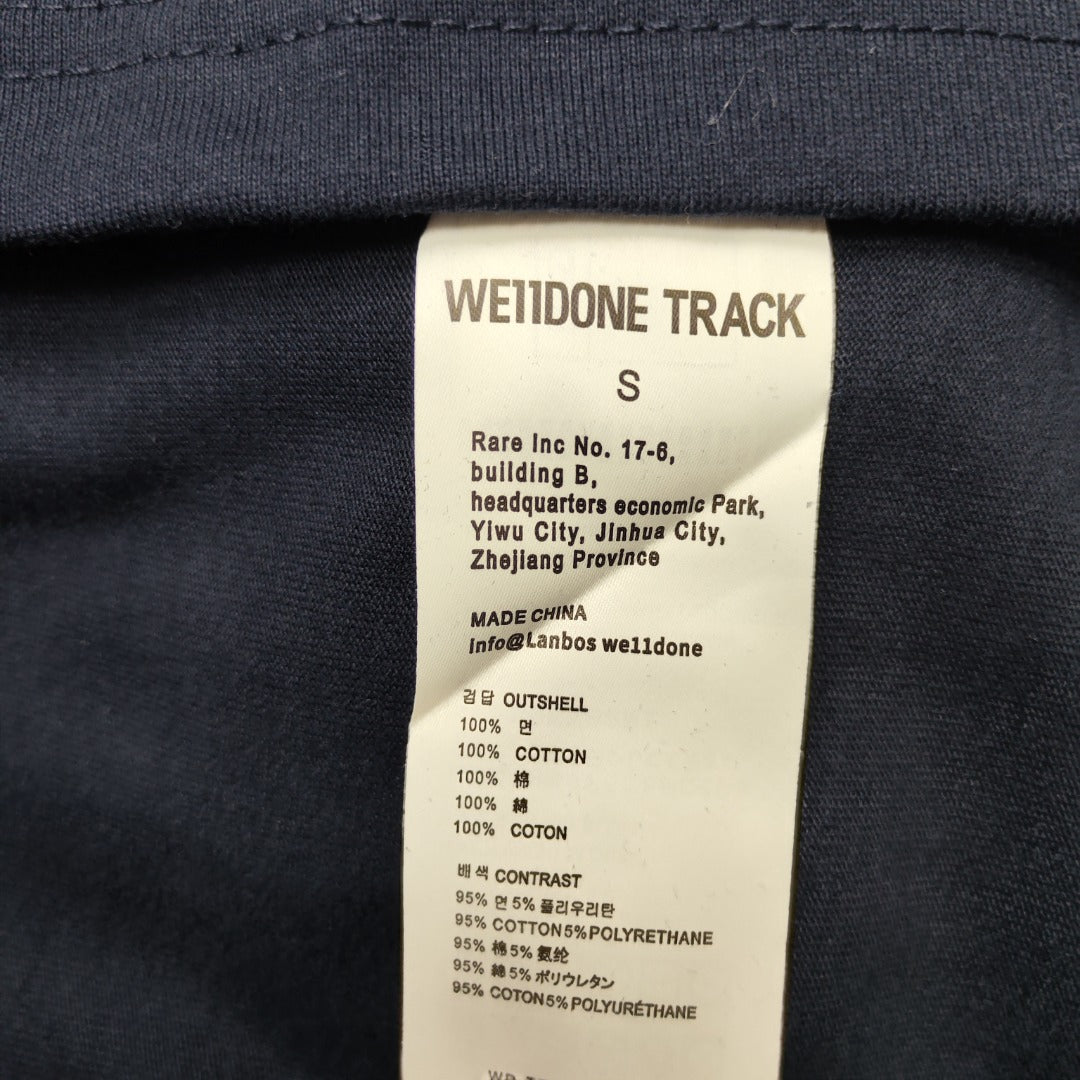 WE11DONE TRACK
S
Rare Inc No. 17-6,
building B,
headquarters economic Park,
Yiwu City, Jinhua City,
Zhejiang Province
MADE CHINA
Info@Lanbos we11done
검답 OUTSHELL
100% 면
100% COTTON
100% 棉
100% 綿
100% COTON
배색 CONTRAST
95% 면 5% 폴리우리탄
95% COTTON 5% POLYRETHANE
95% 棉 5% 氨纶
95% 綿 5% ポリウレタン
95% COTON 5% POLYURÉTHANE